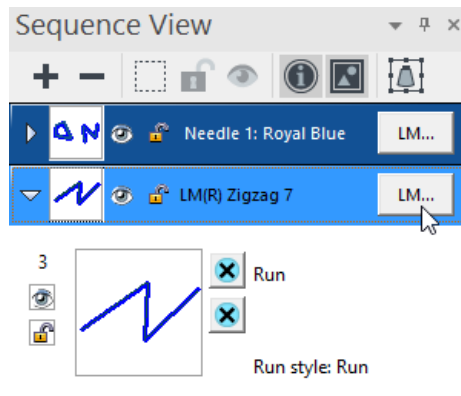 Sequence View
Needle 1: Royal Blue LM...
LM(R) Zigzag 7 LM...
3
Run
Run style: Run